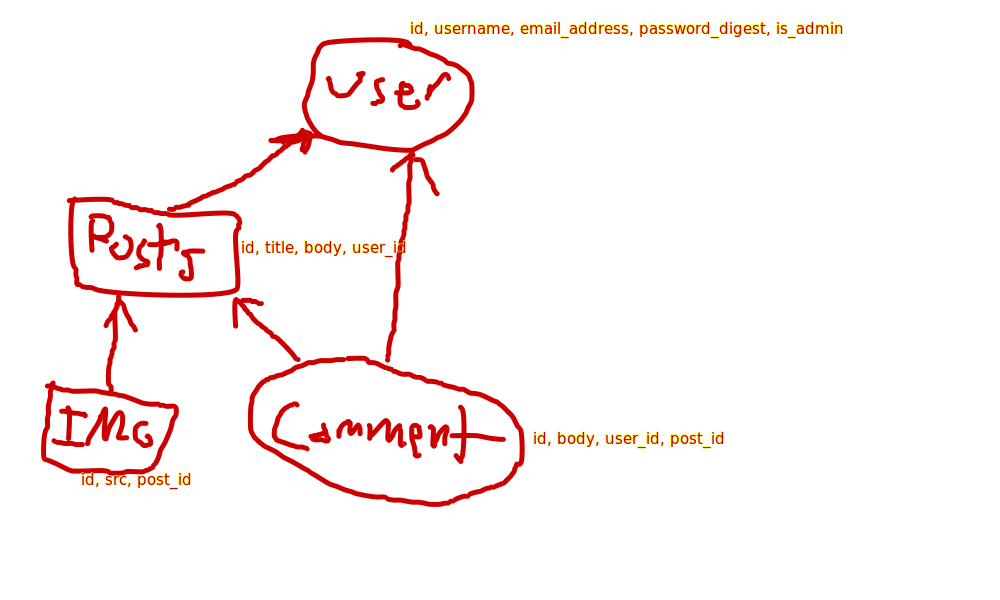 id, username, email_address, password_digest, is_admin
User
Posts
id, title, body, user_id
IMG
id, src, post_id
Comment
id, body, user_id, post_id